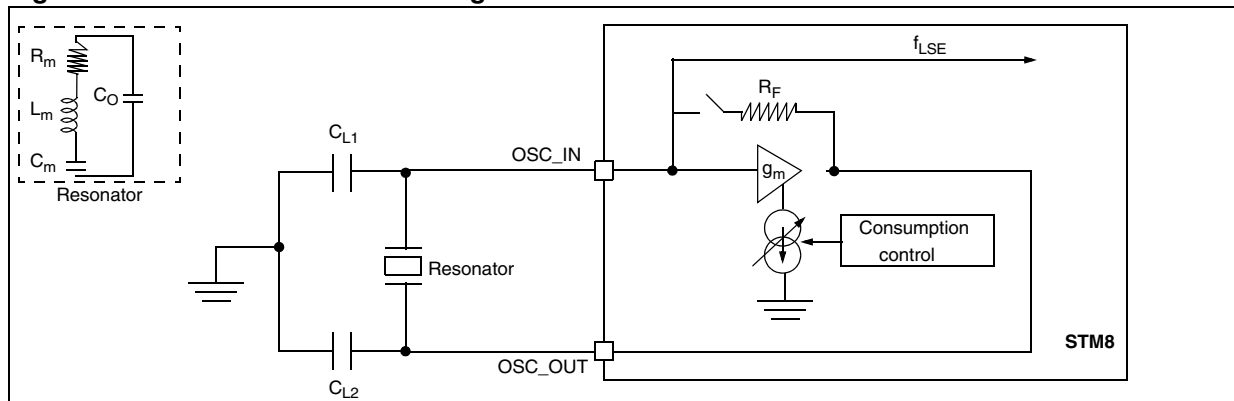 R_m
L_m
C_m
C_O
Resonator
C_L1
C_L2
Resonator
OSC_IN
OSC_OUT
f_LSE
R_F
g_m
Consumption
control
STM8